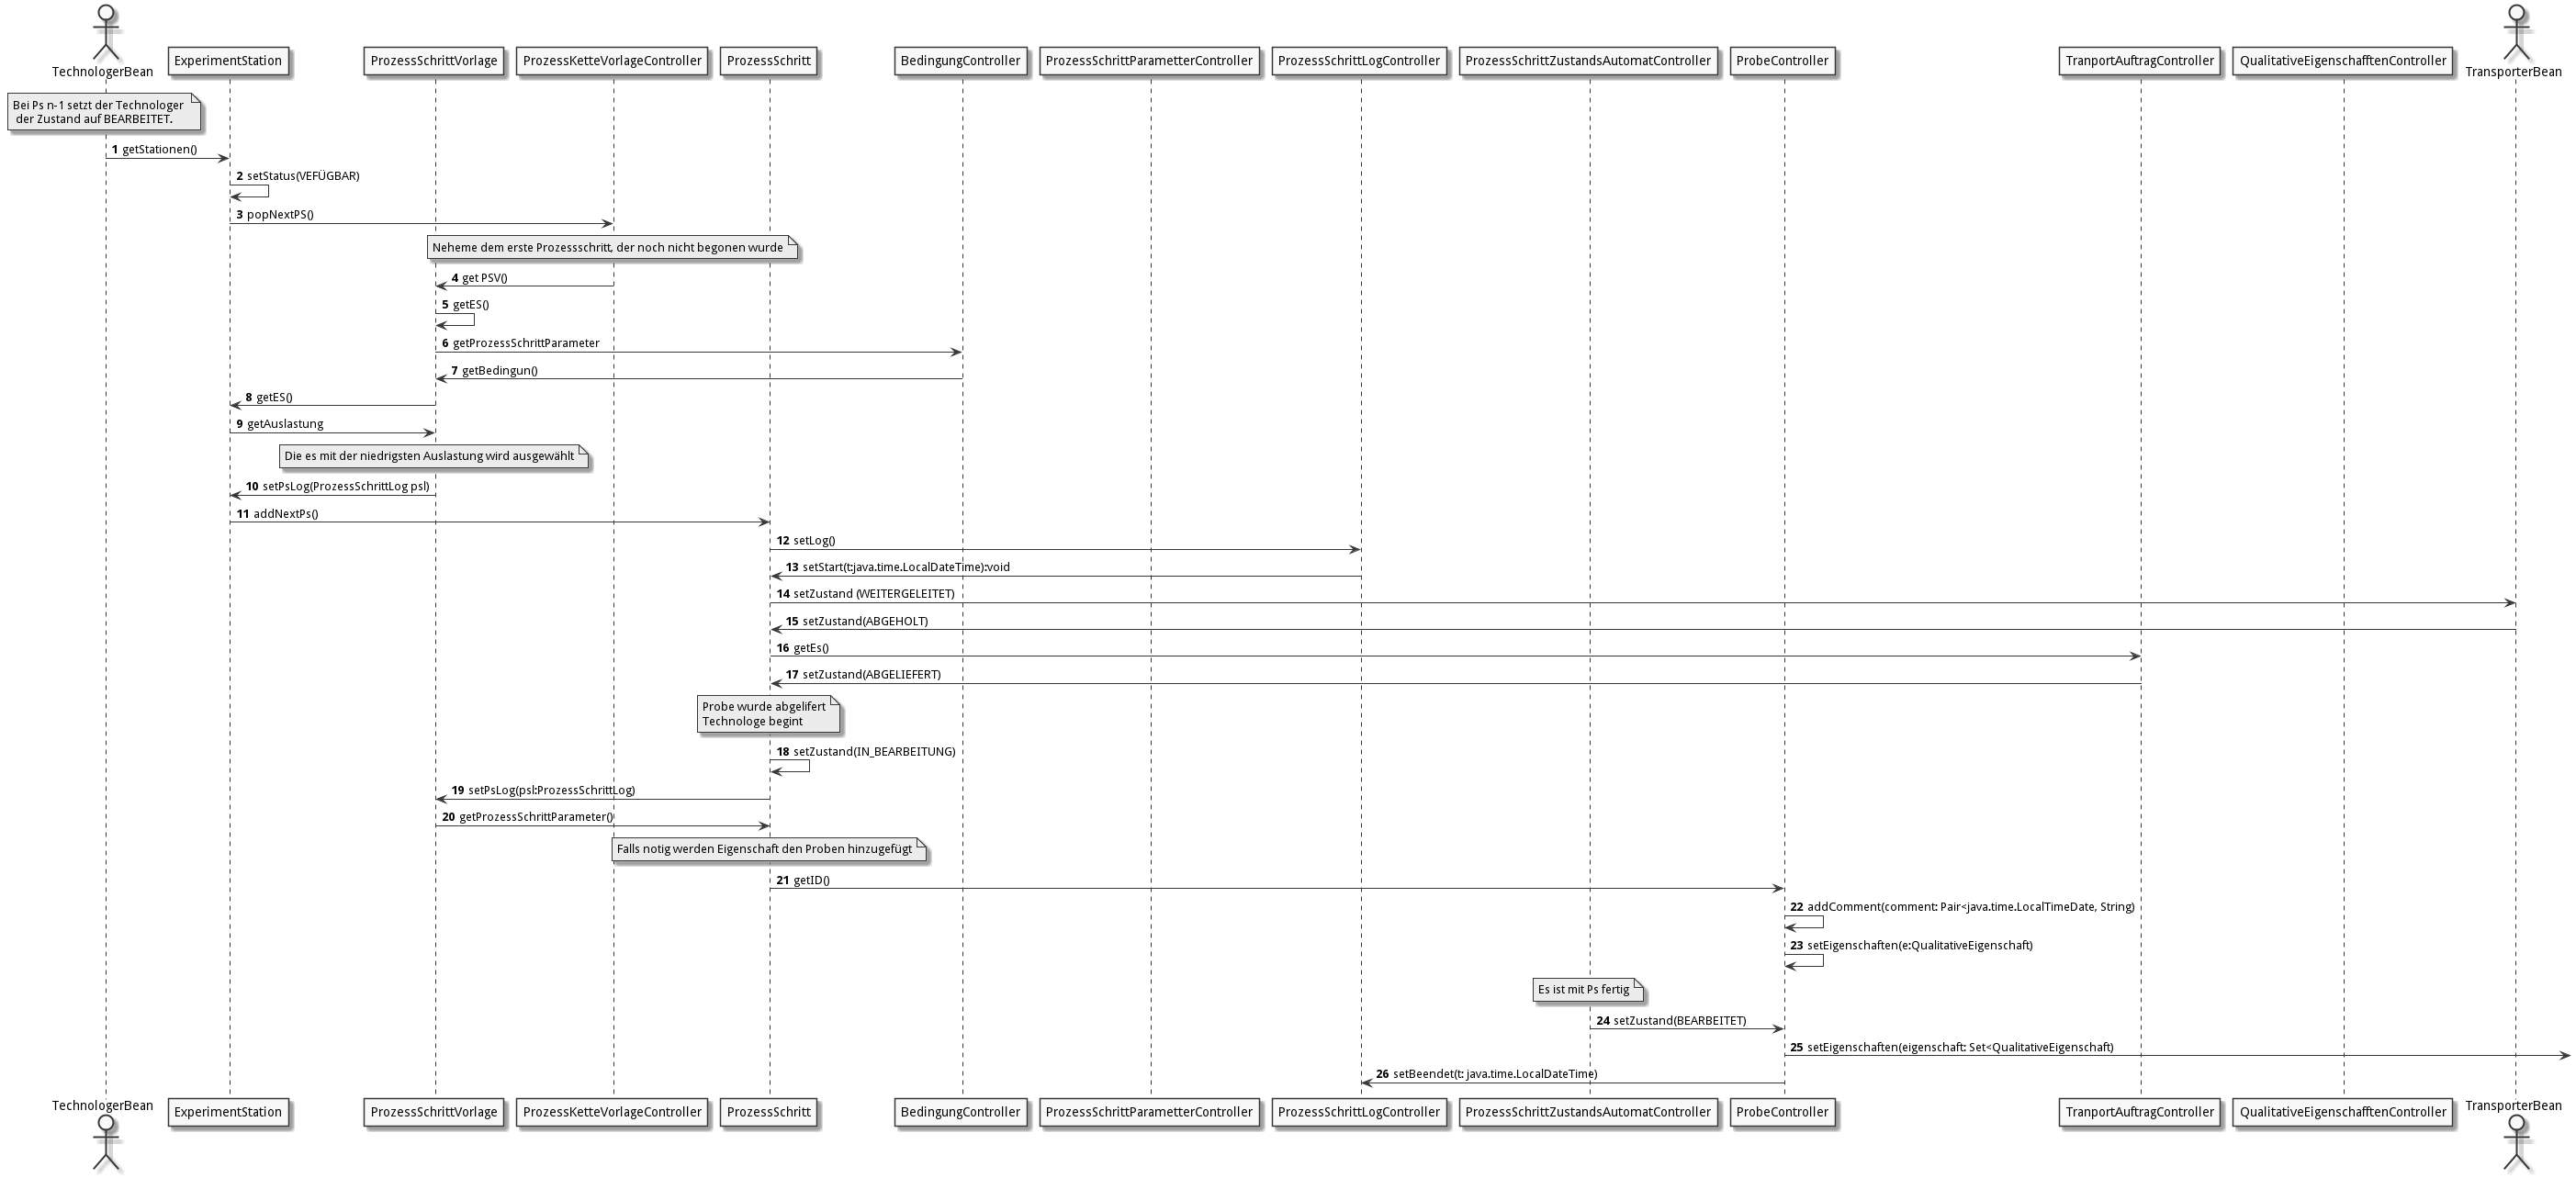 TechnologerBean
ExperimentStation
ProzessSchrittVorlage
ProzessKetteVorlageController
ProzessSchritt
BedingungController
ProzessSchrittParametterController
ProzessSchrittLogController
ProzessSchrittZustandsAutomatController
ProbeController
TranportAuftragController
QualitativeEigenschafftenController
TransporterBean
Bei Ps n-1 setzt der Technologer
der Zustand auf BEARBEITET.
1 getStationen()
2 setStatus(VEFÜGBAR)
3 popNextPS()
Neheme dem erste Prozessschritt, der noch nicht begonen wurde
4 get PSV()
5 getES()
6 getProzessSchrittParameter
7 getBedingun()
8 getES()
9 getAuslastung
Die es mit der niedrigsten Auslastung wird ausgewählt
10 setPsLog(ProzessSchrittLog psl)
11 addNextPs()
12 setLog()
13 setStart(t:java.time.LocalDateTime):void
14 setZustand (WEITERGELEITET)
15 setZustand(ABGEHOLT)
16 getEs()
17 setZustand(ABGELIEFERT)
Probe wurde abgelifert
Technologe begint
18 setZustand(IN_BEARBEITUNG)
19 setPsLog(psl:ProzessSchrittLog)
20 getProzessSchrittParameter()
Falls notig werden Eigenschaft den Proben hinzugefügt
21 getID()
22 addComment(comment: Pair<java.time.LocalTimeDate, String)
23 setEigenschaften(e:QualitativeEigenschaft)
Es ist mit Ps fertig
24 setZustand(BEARBEITET)
25 setEigenschaften(eigenschaft: Set<QualitativeEigenschaft)
26 setBeendet(t: java.time.LocalDateTime)
TechnologerBean
ExperimentStation
ProzessSchrittVorlage
ProzessKetteVorlageController
ProzessSchritt
BedingungController
ProzessSchrittParametterController
ProzessSchrittLogController
ProzessSchrittZustandsAutomatController
ProbeController
TranportAuftragController
QualitativeEigenschafftenController
TransporterBean